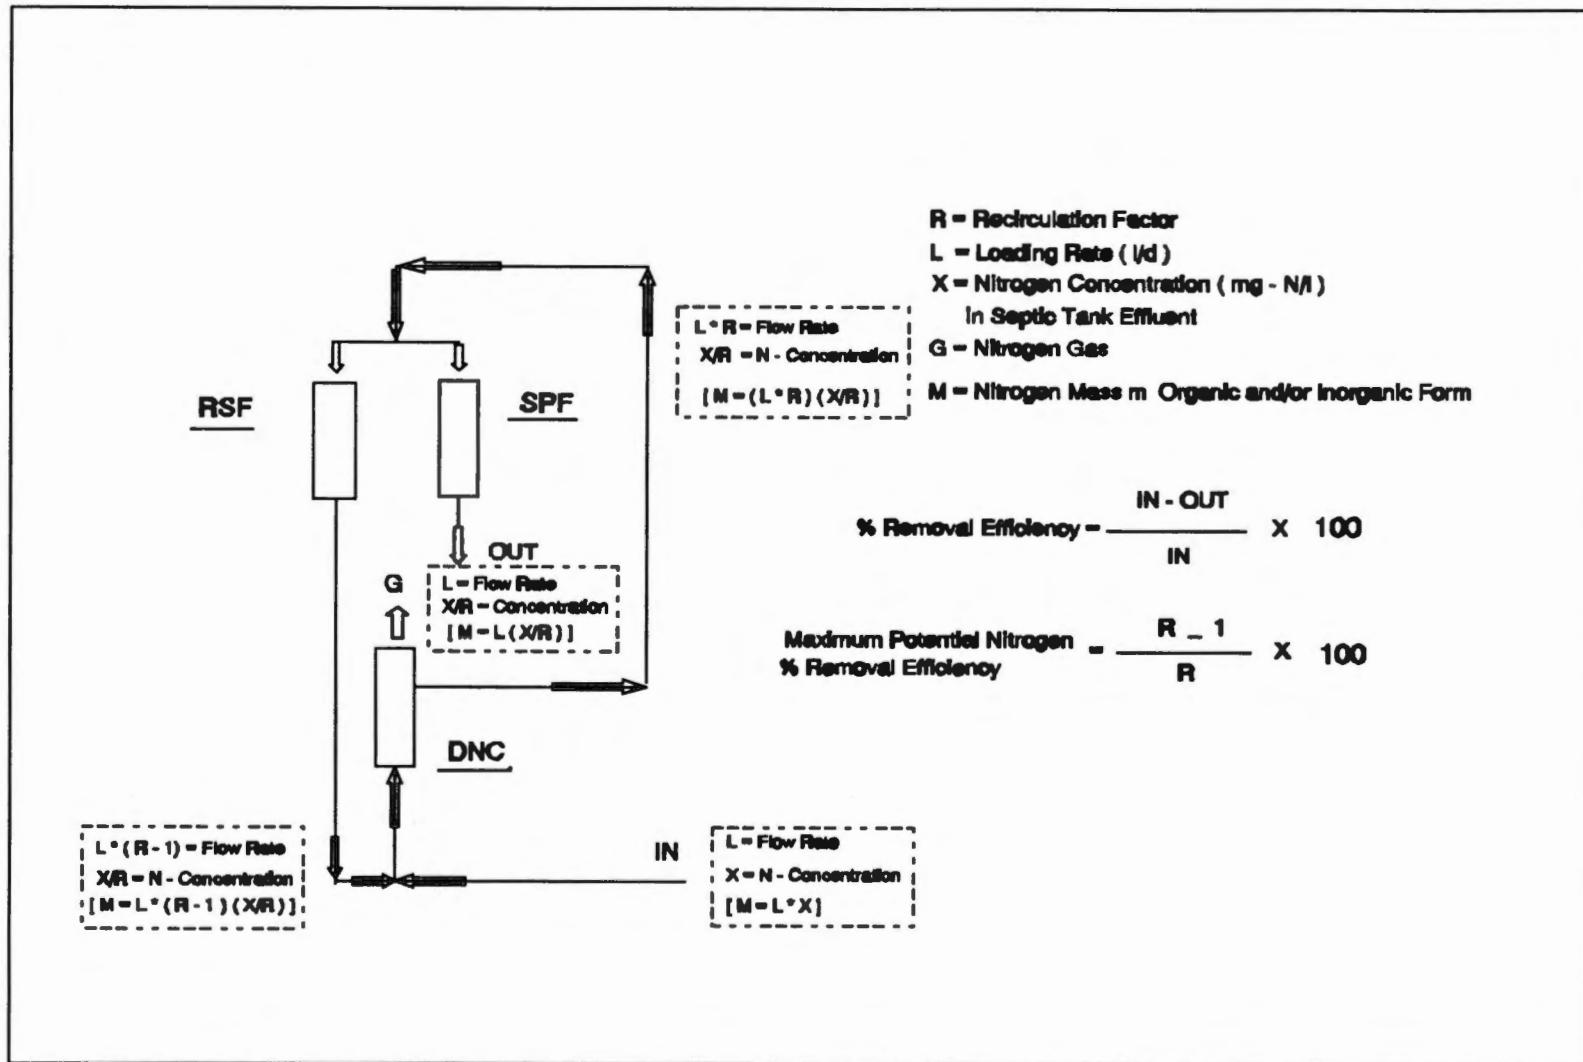 R = Recirculation Factor
L = Loading Rate ( l/d )
X = Nitrogen Concentration ( mg - N/l )
in Septic Tank Effluent
G = Nitrogen Gas
M = Nitrogen Mass m Organic and/or Inorganic Form
L * R = Flow Rate
X/R = N - Concentration
[ M = (L * R) (X/R) ]
RSF
SPF
IN - OUT
% Removal Efficiency = ———— X 100
IN
OUT
L = Flow Rate
X/R = Concentration
[ M = L (X/R) ]
G
R _ 1
Maximum Potential Nitrogen = ———— X 100
% Removal Efficiency
R
DNC
L * ( R - 1 ) = Flow Rate
X/R = N - Concentration
[ M = L * (R - 1) (X/R) ]
IN
L = Flow Rate
X = N - Concentration
[ M = L * X ]